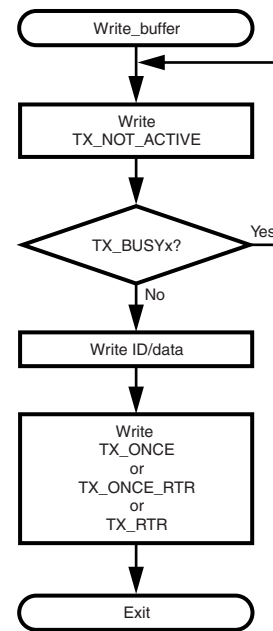 Write_buffer
Write
TX_NOT_ACTIVE
TX_BUSYx?
Yes
No
Write ID/data
Write
TX_ONCE
or
TX_ONCE_RTR
or
TX_RTR
Exit